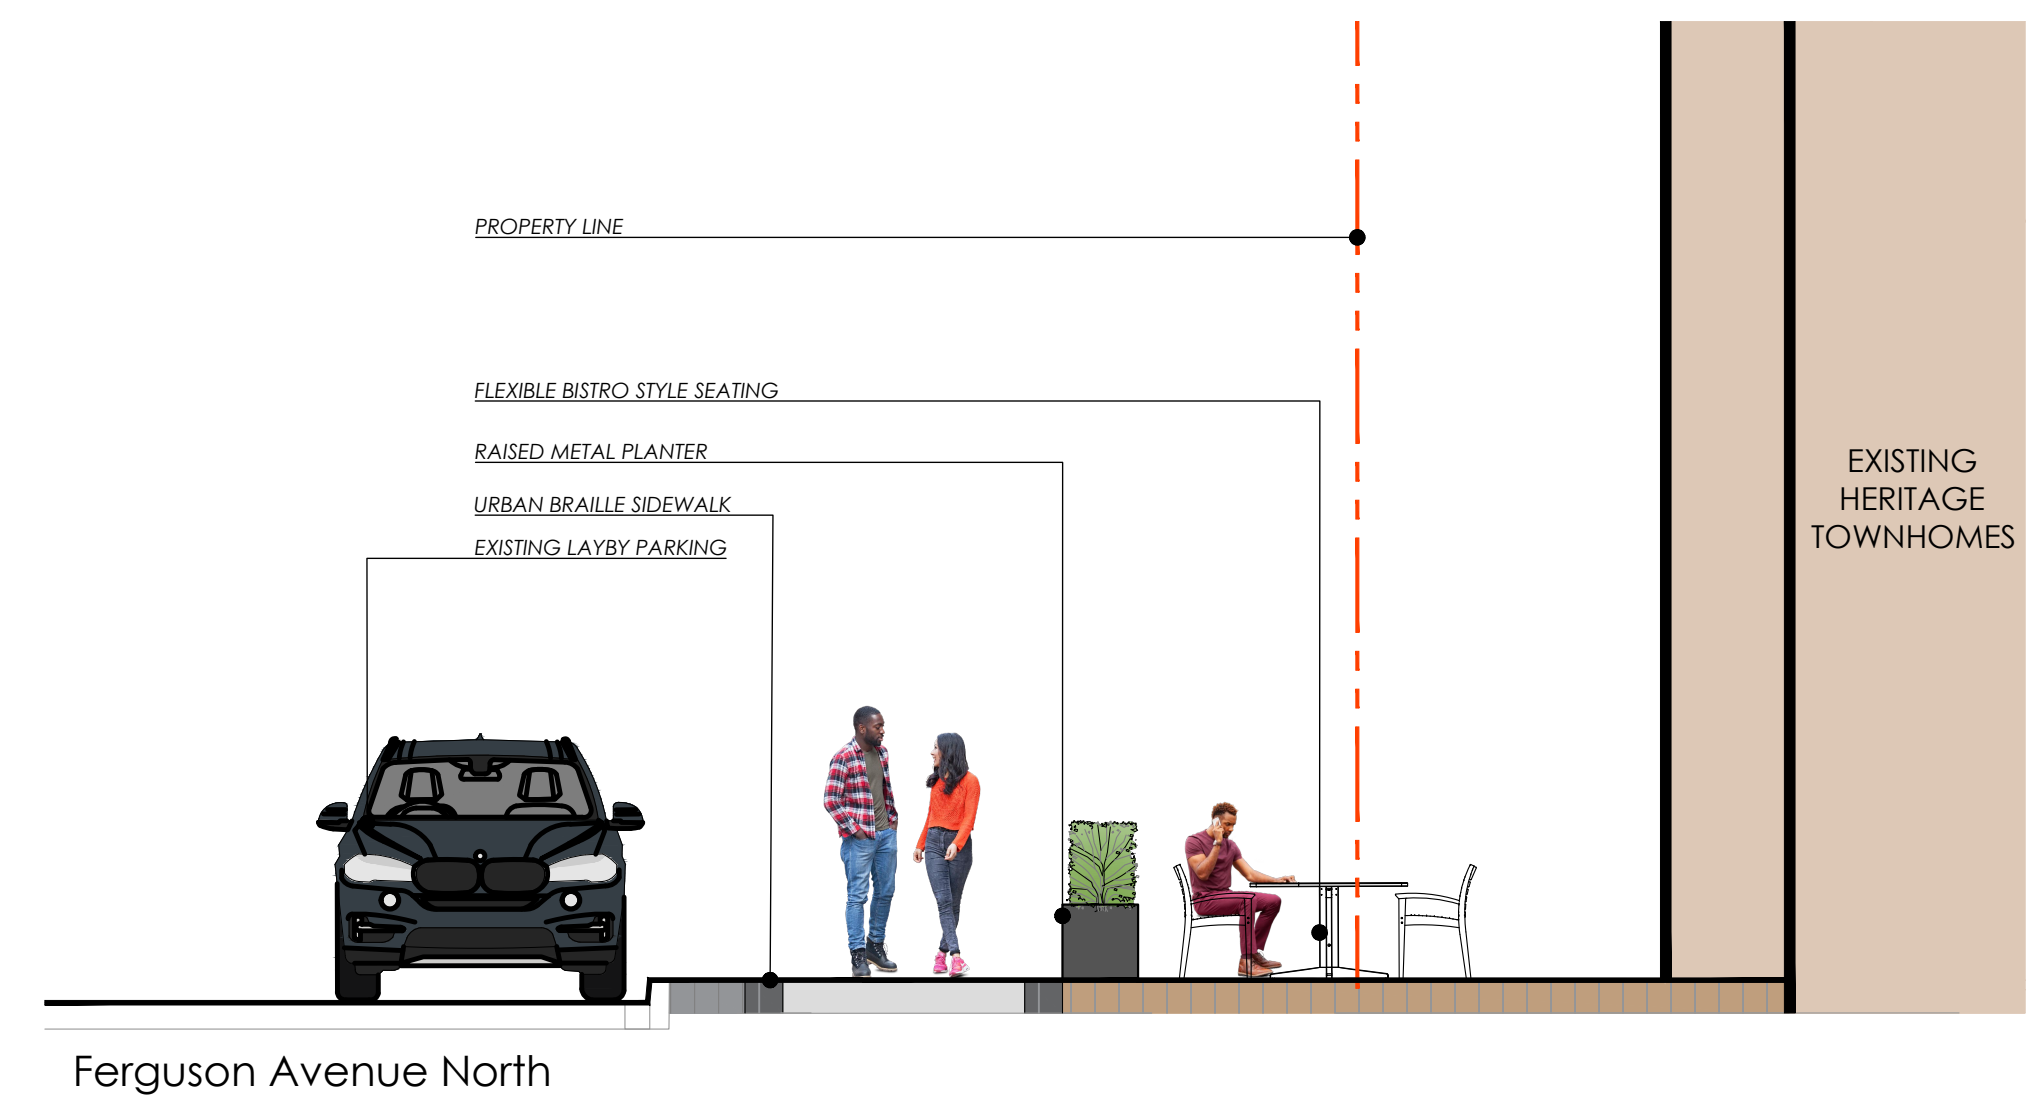 PROPERTY LINE
FLEXIBLE BISTRO STYLE SEATING
RAISED METAL PLANTER
URBAN BRAILLE SIDEWALK
EXISTING LAYBY PARKING
EXISTING
HERITAGE
TOWNHOMES
Ferguson Avenue North